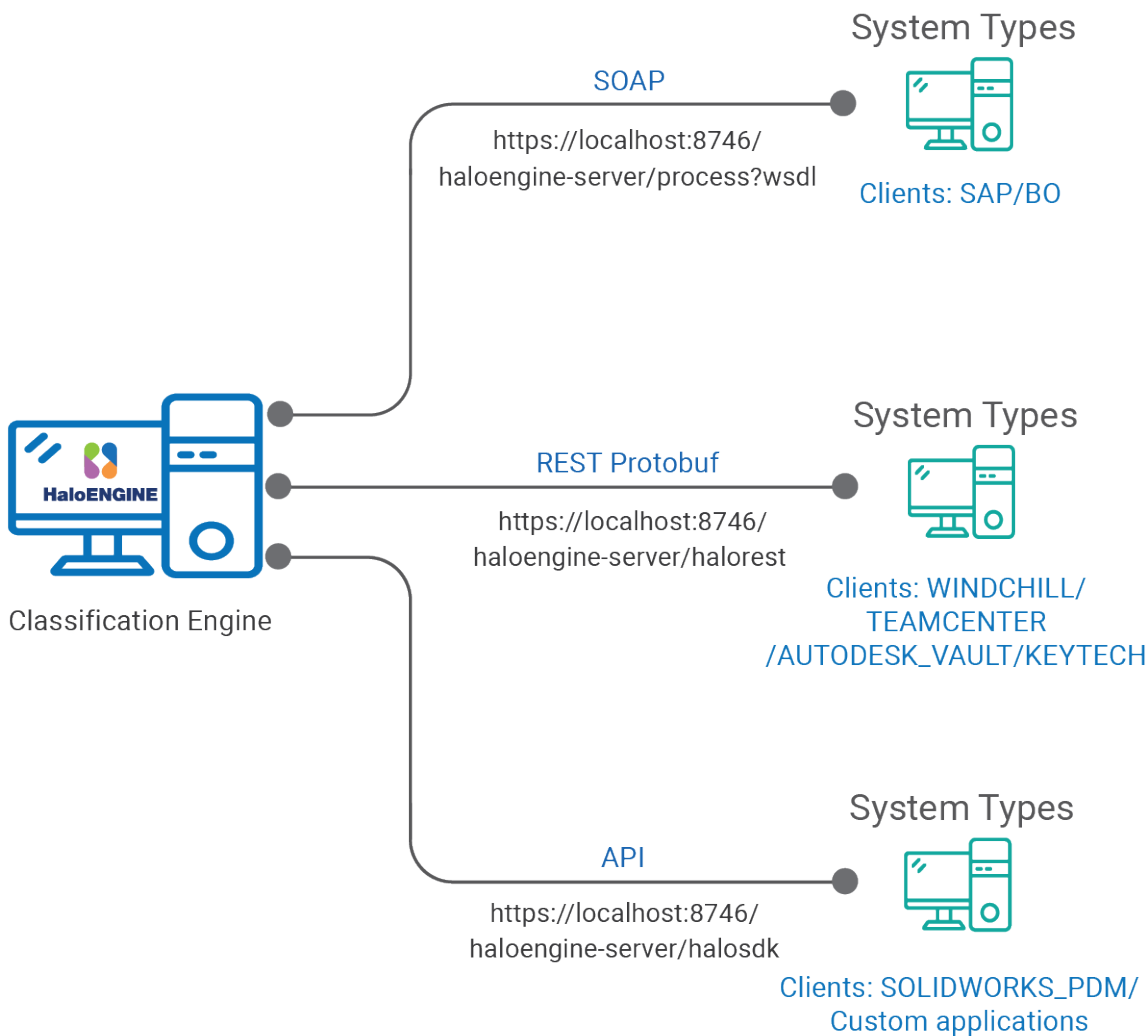 System Types
SOAP
https://localhost:8746/
haloengine-server/process?wsdl
Clients: SAP/BO
HaloENGINE
Classification Engine
System Types
REST Protobuf
https://localhost:8746/
haloengine-server/halorest
Clients: WINDCHILL/
TEAMCENTER
/AUTODESK_VAULT/KEYTECH
System Types
API
https://localhost:8746/
haloengine-server/halosdk
Clients: SOLIDWORKS_PDM/
Custom applications